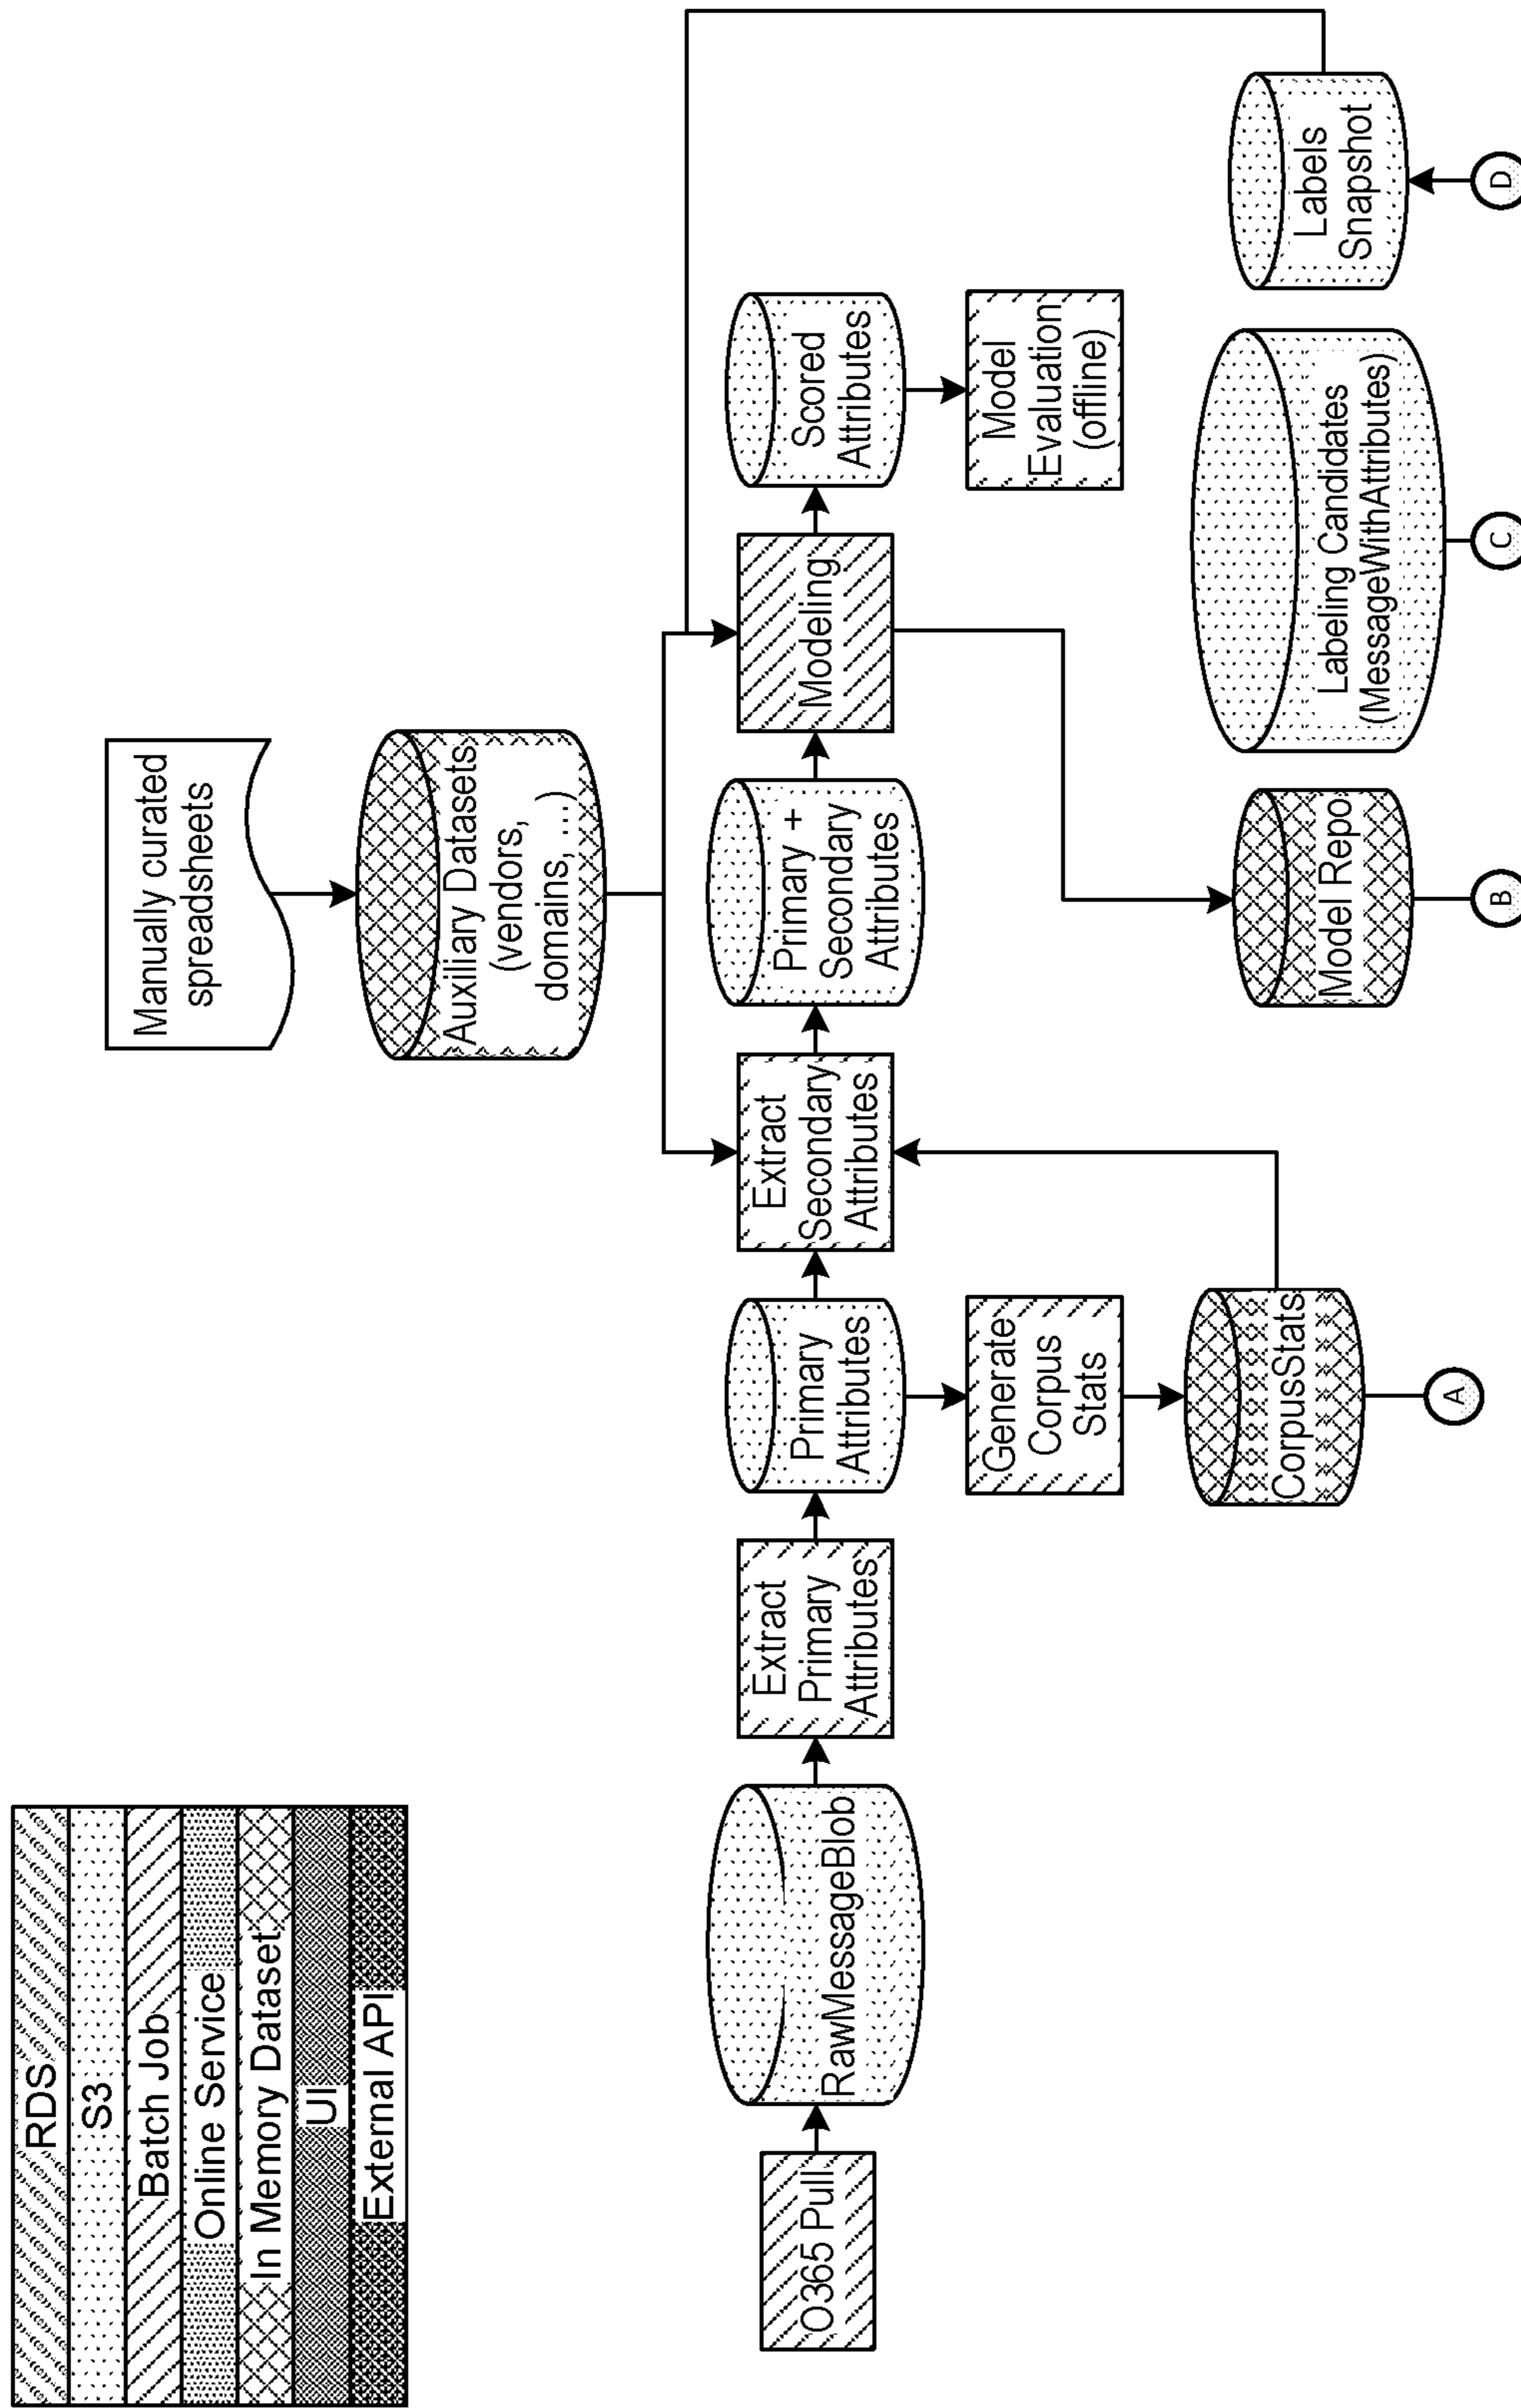 RDS
S3
Batch Job
Online Service
In Memory Dataset
UI
External API
Manually curated
spreadsheets
Auxiliary Datasets
(vendors,
domains, ...)
O365 Pull
RawMessageBlob
Extract
Primary
Attributes
Primary
Attributes
Extract
Secondary
Attributes
Primary +
Secondary
Attributes
Modeling
Scored
Attributes
Generate
Corpus
Stats
Model
Evaluation
(offline)
CorpusStats
Model Repo
Labeling Candidates
(MessageWithAttributes)
Labels
Snapshot
A
B
C
D